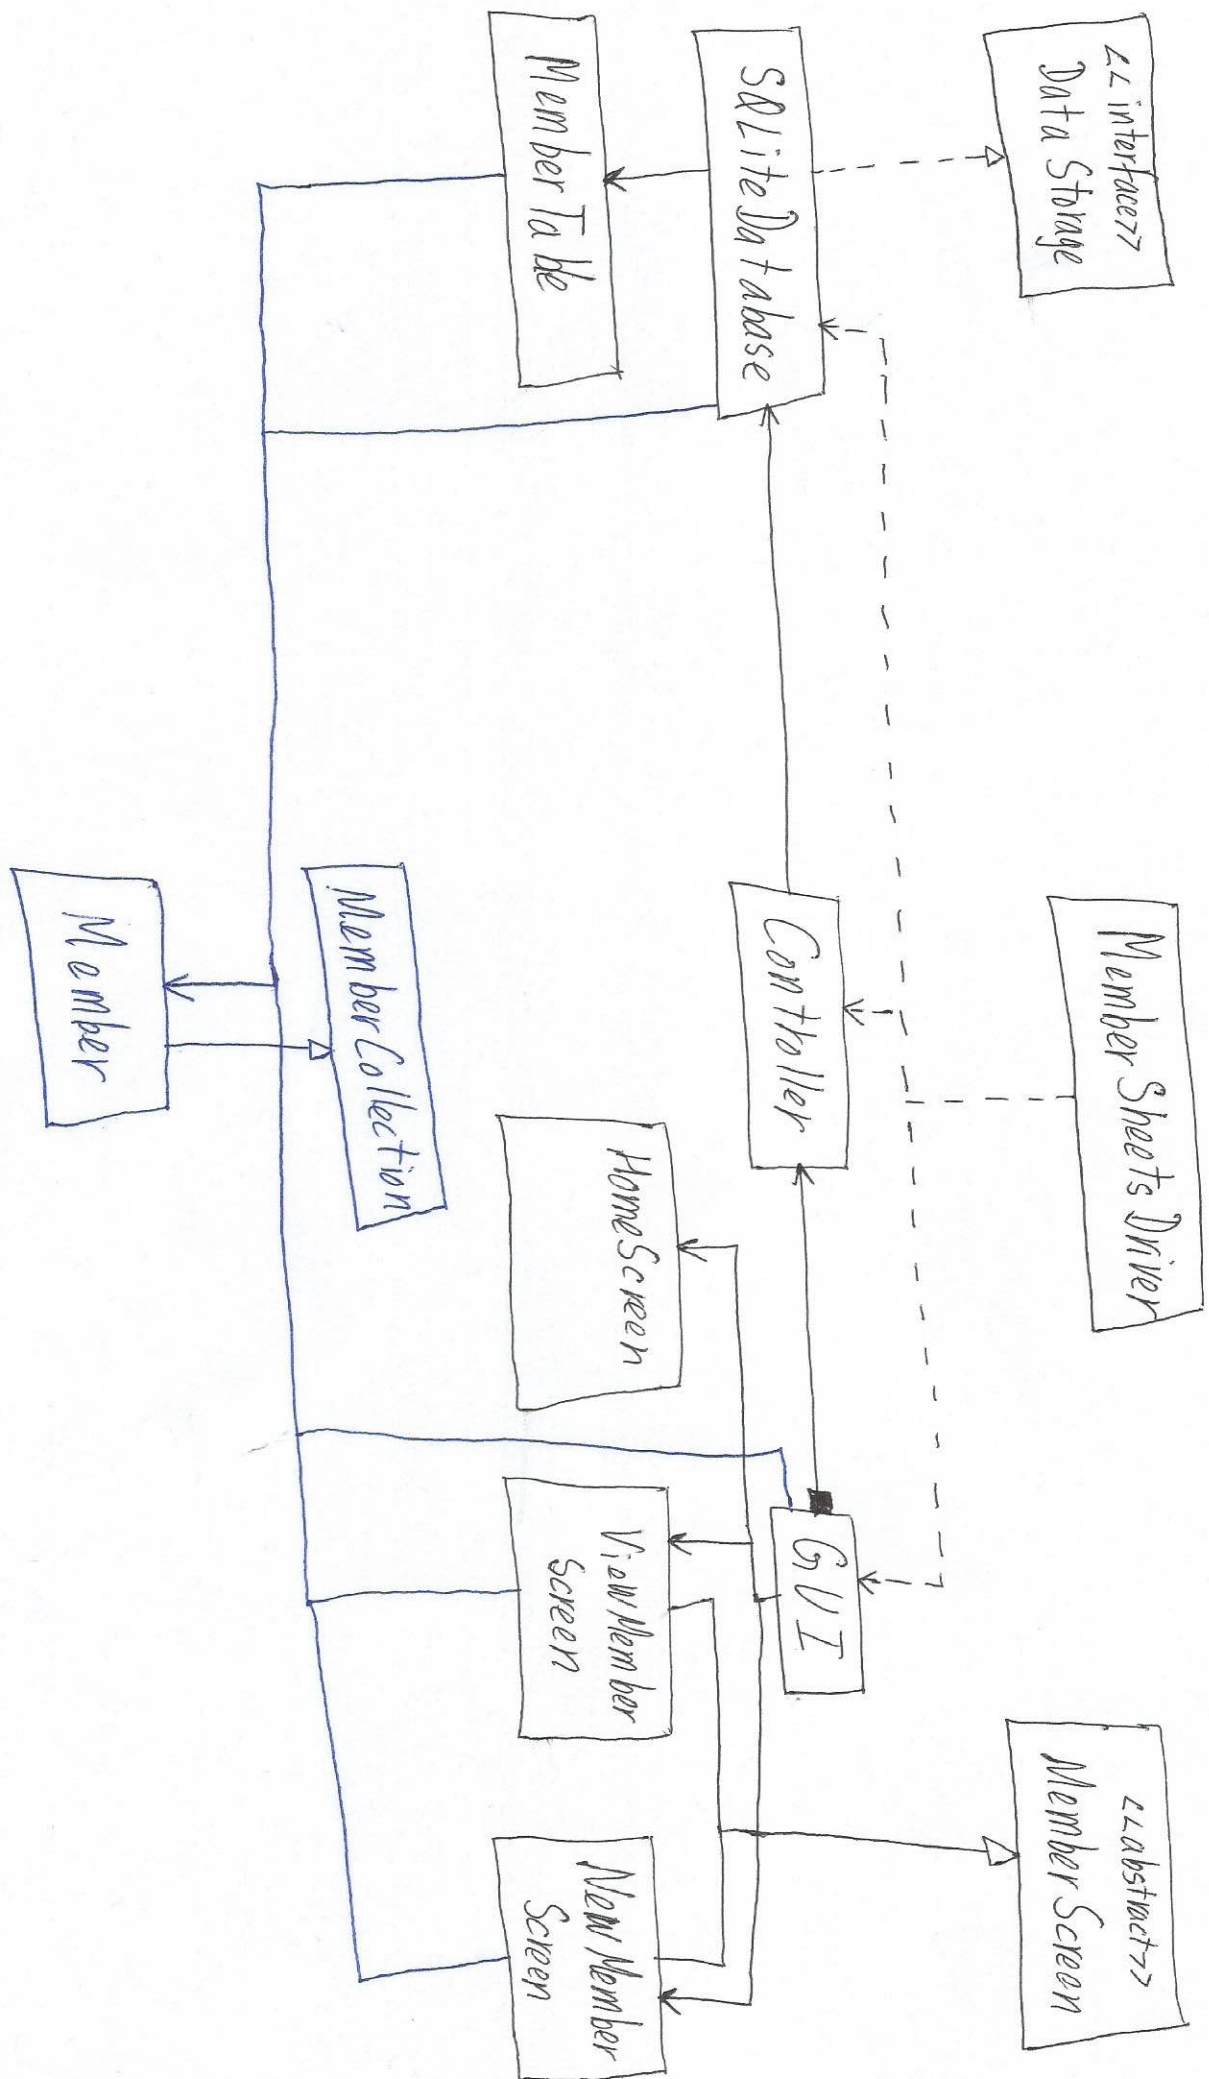 <<interface>>
Data Storage
MemberSheetsDriver
<<abstract>>
MemberScreen
SQLiteDatabase
Controller
GUI
MemberTable
HomeScreen
ViewMember
Screen
NewMember
Screen
MemberCollection
Member